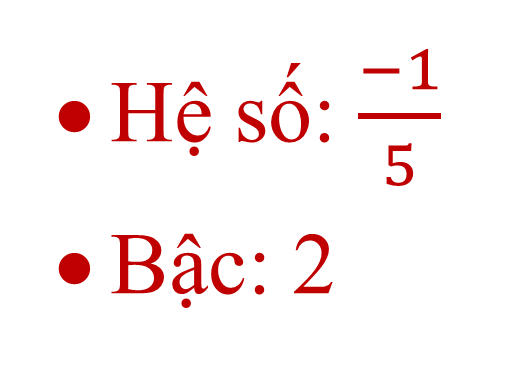 • Hệ số: −1/5
• Bậc: 2